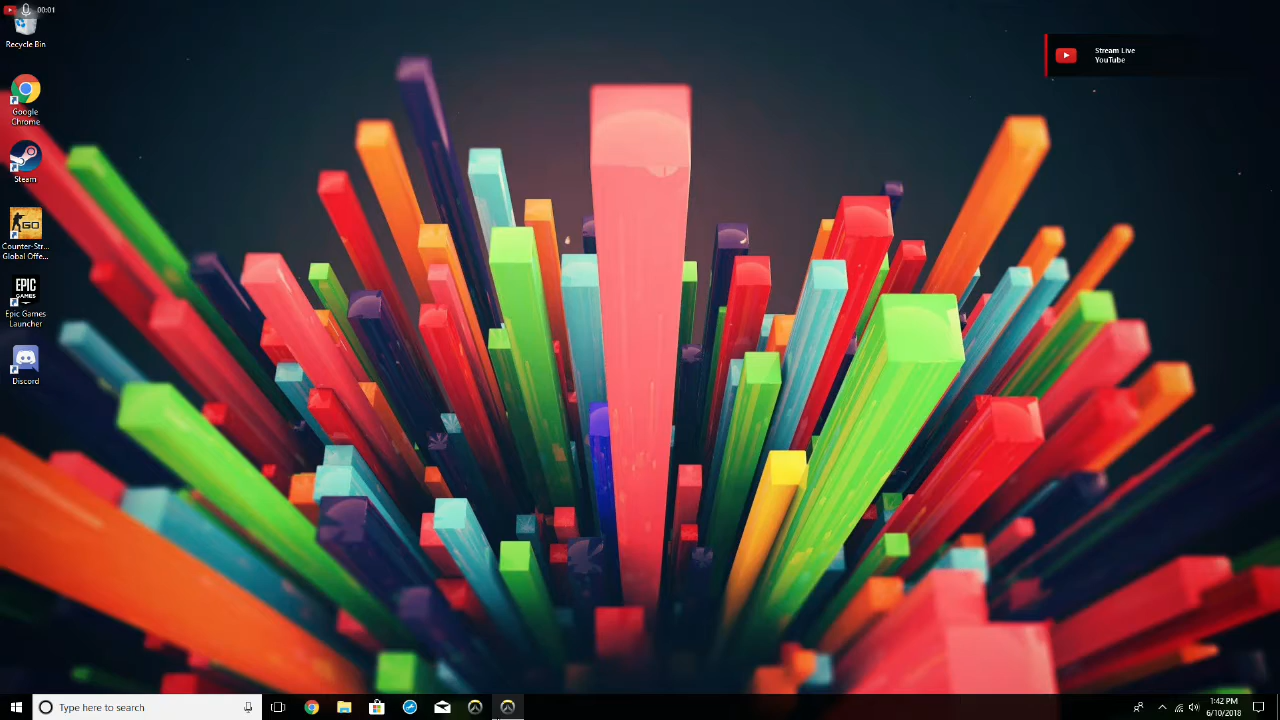 00:01
Recycle Bin
Stream Live
YouTube
Google
Chrome
Steam
GO
Counter-Str...
Global Offe...
EPIC
GAMES
Epic Games
Launcher
Discord
Type here to search
1:42 PM
6/10/2018